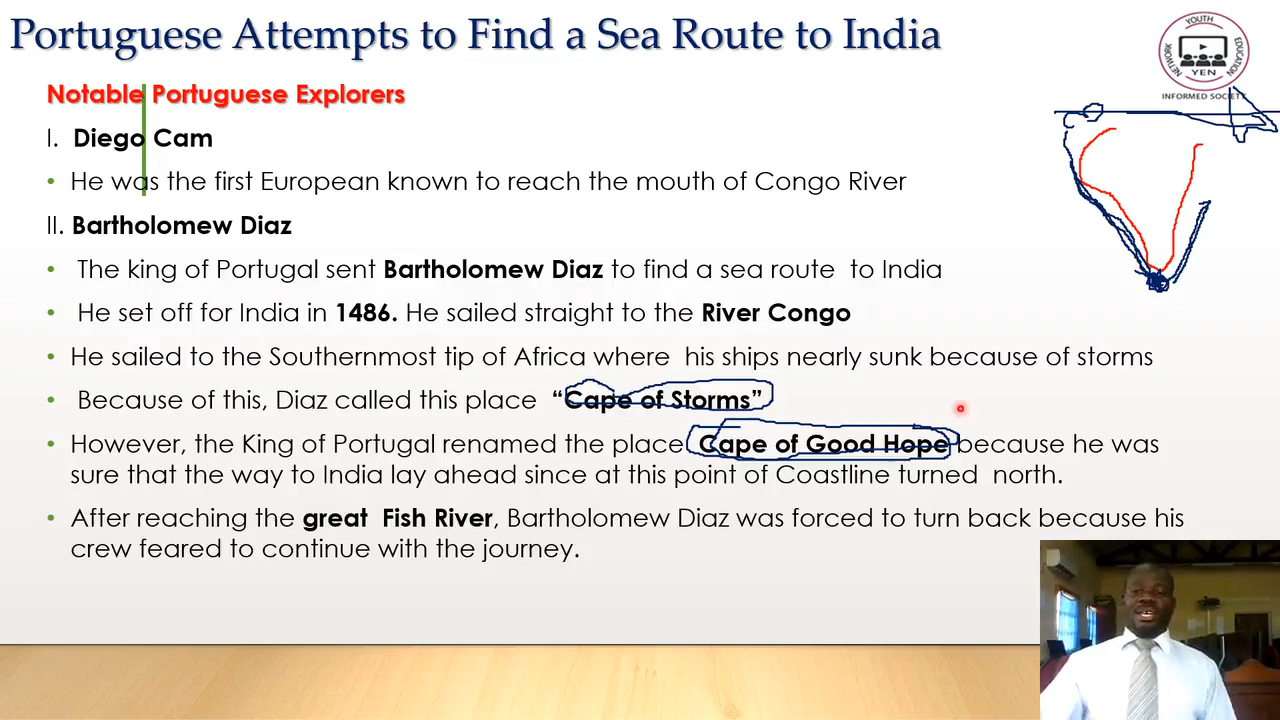 Portuguese Attempts to Find a Sea Route to India
YOUTH EDUCATION NETWORK
YEN
INFORMED SOCIETY
Notable Portuguese Explorers
I. Diego Cam
• He was the first European known to reach the mouth of Congo River
II. Bartholomew Diaz
• The king of Portugal sent Bartholomew Diaz to find a sea route to India
• He set off for India in 1486. He sailed straight to the River Congo
• He sailed to the Southernmost tip of Africa where his ships nearly sunk because of storms
• Because of this, Diaz called this place “Cape of Storms”
• However, the King of Portugal renamed the place Cape of Good Hope because he was
sure that the way to India lay ahead since at this point of Coastline turned north.
• After reaching the great Fish River, Bartholomew Diaz was forced to turn back because his
crew feared to continue with the journey.